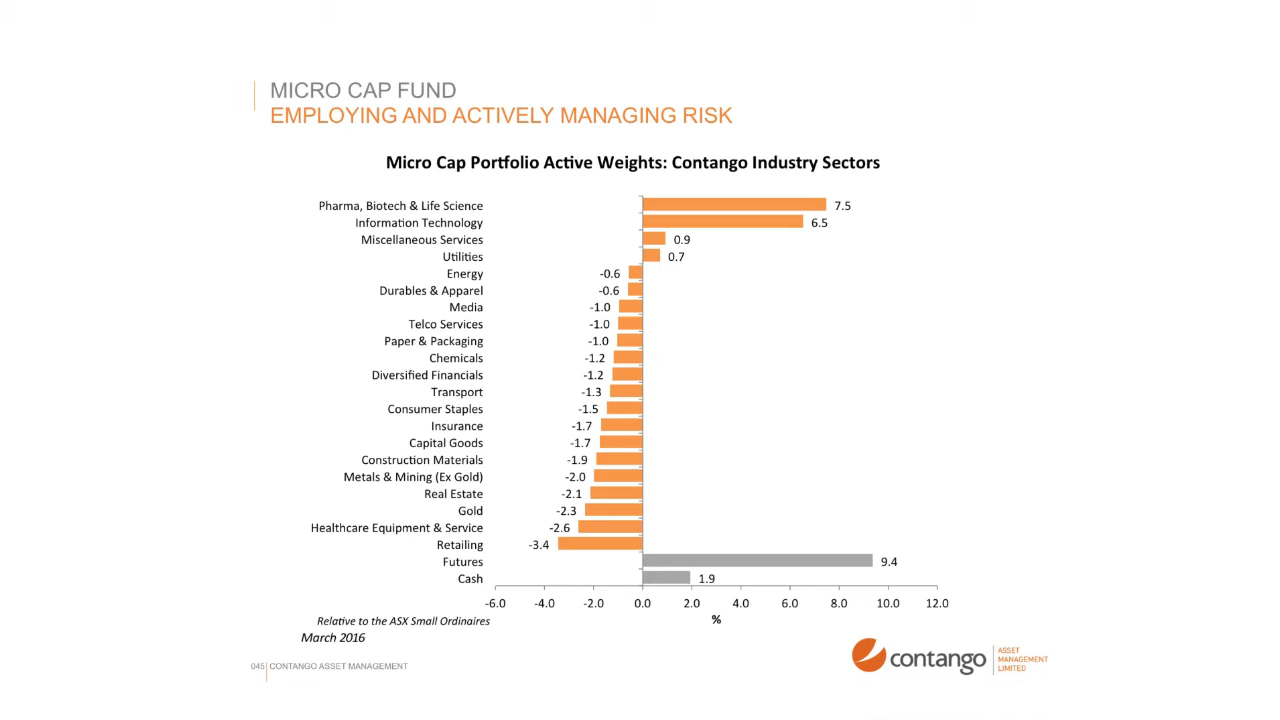 MICRO CAP FUND
EMPLOYING AND ACTIVELY MANAGING RISK
Micro Cap Portfolio Active Weights: Contango Industry Sectors
Pharma, Biotech & Life Science 7.5
Information Technology 6.5
Miscellaneous Services 0.9
Utilities 0.7
Energy -0.6
Durables & Apparel -0.6
Media -1.0
Telco Services -1.0
Paper & Packaging -1.0
Chemicals -1.2
Diversified Financials -1.2
Transport -1.3
Consumer Staples -1.5
Insurance -1.7
Capital Goods -1.7
Construction Materials -1.9
Metals & Mining (Ex Gold) -2.0
Real Estate -2.1
Gold -2.3
Healthcare Equipment & Service -2.6
Retailing -3.4
Futures 9.4
Cash 1.9
-6.0 -4.0 -2.0 0.0 2.0 4.0 6.0 8.0 10.0 12.0
%
Relative to the ASX Small Ordinaires
March 2016
045 CONTANGO ASSET MANAGEMENT
contango
ASSET
MANAGEMENT
LIMITED